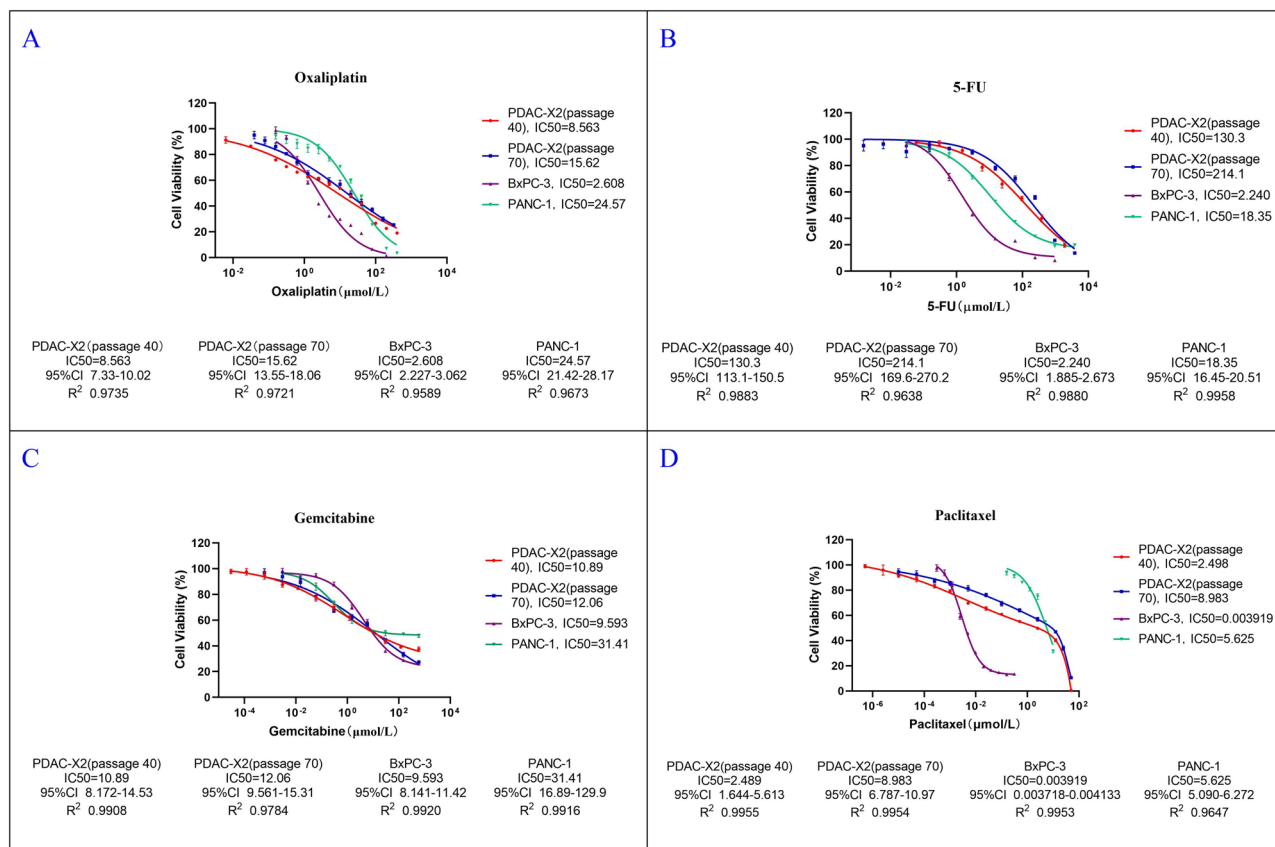 A
Oxaliplatin
Cell Viability (%)
120
100
80
60
40
20
0
10-2
100
102
104
Oxaliplatin(μmol/L)
PDAC-X2(passage
40), IC50=8.563
PDAC-X2(passage
70), IC50=15.62
BxPC-3, IC50=2.608
PANC-1, IC50=24.57
PDAC-X2(passage 40) PDAC-X2(passage 70) BxPC-3 PANC-1
IC50=8.563 IC50=15.62 IC50=2.608 IC50=24.57
95%CI 7.33-10.02 95%CI 13.55-18.06 95%CI 2.227-3.062 95%CI 21.42-28.17
R2 0.9735 R2 0.9721 R2 0.9589 R2 0.9673
B
5-FU
Cell Viability (%)
120
100
80
60
40
20
0
10-2
100
102
104
5-FU(μmol/L)
PDAC-X2(passage
40), IC50=130.3
PDAC-X2(passage
70), IC50=214.1
BxPC-3, IC50=2.240
PANC-1, IC50=18.35
PDAC-X2(passage 40) PDAC-X2(passage 70) BxPC-3 PANC-1
IC50=130.3 IC50=214.1 IC50=2.240 IC50=18.35
95%CI 113.1-150.5 95%CI 169.6-270.2 95%CI 1.885-2.673 95%CI 16.45-20.51
R2 0.9883 R2 0.9638 R2 0.9880 R2 0.9958
C
Gemcitabine
Cell Viability (%)
120
100
80
60
40
20
0
10-4
10-2
100
102
104
Gemcitabine(μmol/L)
PDAC-X2(passage
40), IC50=10.89
PDAC-X2(passage
70), IC50=12.06
BxPC-3, IC50=9.593
PANC-1, IC50=31.41
PDAC-X2(passage 40) PDAC-X2(passage 70) BxPC-3 PANC-1
IC50=10.89 IC50=12.06 IC50=9.593 IC50=31.41
95%CI 8.172-14.53 95%CI 9.561-15.31 95%CI 8.141-11.42 95%CI 16.89-129.9
R2 0.9908 R2 0.9784 R2 0.9920 R2 0.9916
D
Paclitaxel
Cell Viability (%)
120
100
80
60
40
20
0
10-6
10-4
10-2
100
102
Paclitaxel(μmol/L)
PDAC-X2(passage
40), IC50=2.498
PDAC-X2(passage
70), IC50=8.983
BxPC-3, IC50=0.003919
PANC-1, IC50=5.625
PDAC-X2(passage 40) PDAC-X2(passage 70) BxPC-3 PANC-1
IC50=2.489 IC50=8.983 IC50=0.003919 IC50=5.625
95%CI 1.644-5.613 95%CI 6.787-10.97 95%CI 0.003718-0.004133 95%CI 5.090-6.272
R2 0.9955 R2 0.9954 R2 0.9953 R2 0.9647